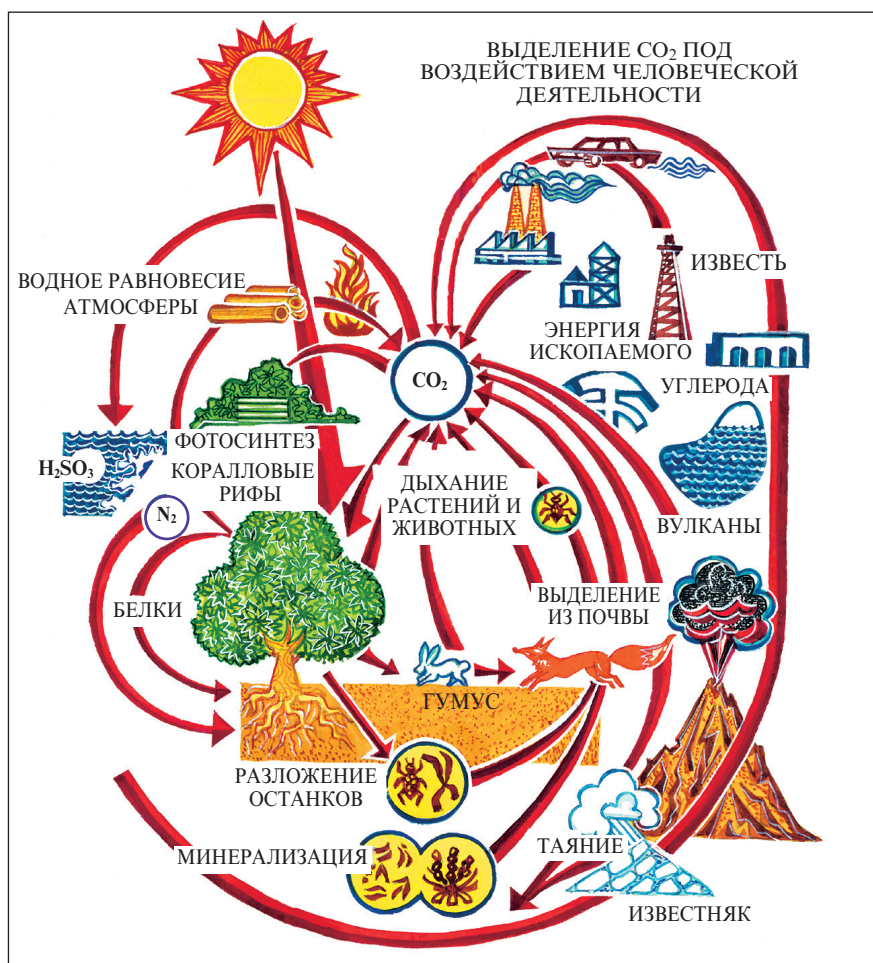 ВЫДЕЛЕНИЕ CO₂ ПОД
ВОЗДЕЙСТВИЕМ ЧЕЛОВЕЧЕСКОЙ
ДЕЯТЕЛЬНОСТИ
ВОДНОЕ РАВНОВЕСИЕ
АТМОСФЕРЫ
ИЗВЕСТЬ
ЭНЕРГИЯ
ИСКОПАЕМОГО
УГЛЕРОДА
CO₂
ФОТОСИНТЕЗ
H₂SO₃
КОРАЛЛОВЫЕ
РИФЫ
N₂
ДЫХАНИЕ
РАСТЕНИЙ И
ЖИВОТНЫХ
ВУЛКАНЫ
БЕЛКИ
ВЫДЕЛЕНИЕ
ИЗ ПОЧВЫ
ГУМУС
РАЗЛОЖЕНИЕ
ОСТАНКОВ
МИНЕРАЛИЗАЦИЯ
ТАЯНИЕ
ИЗВЕСТНЯК